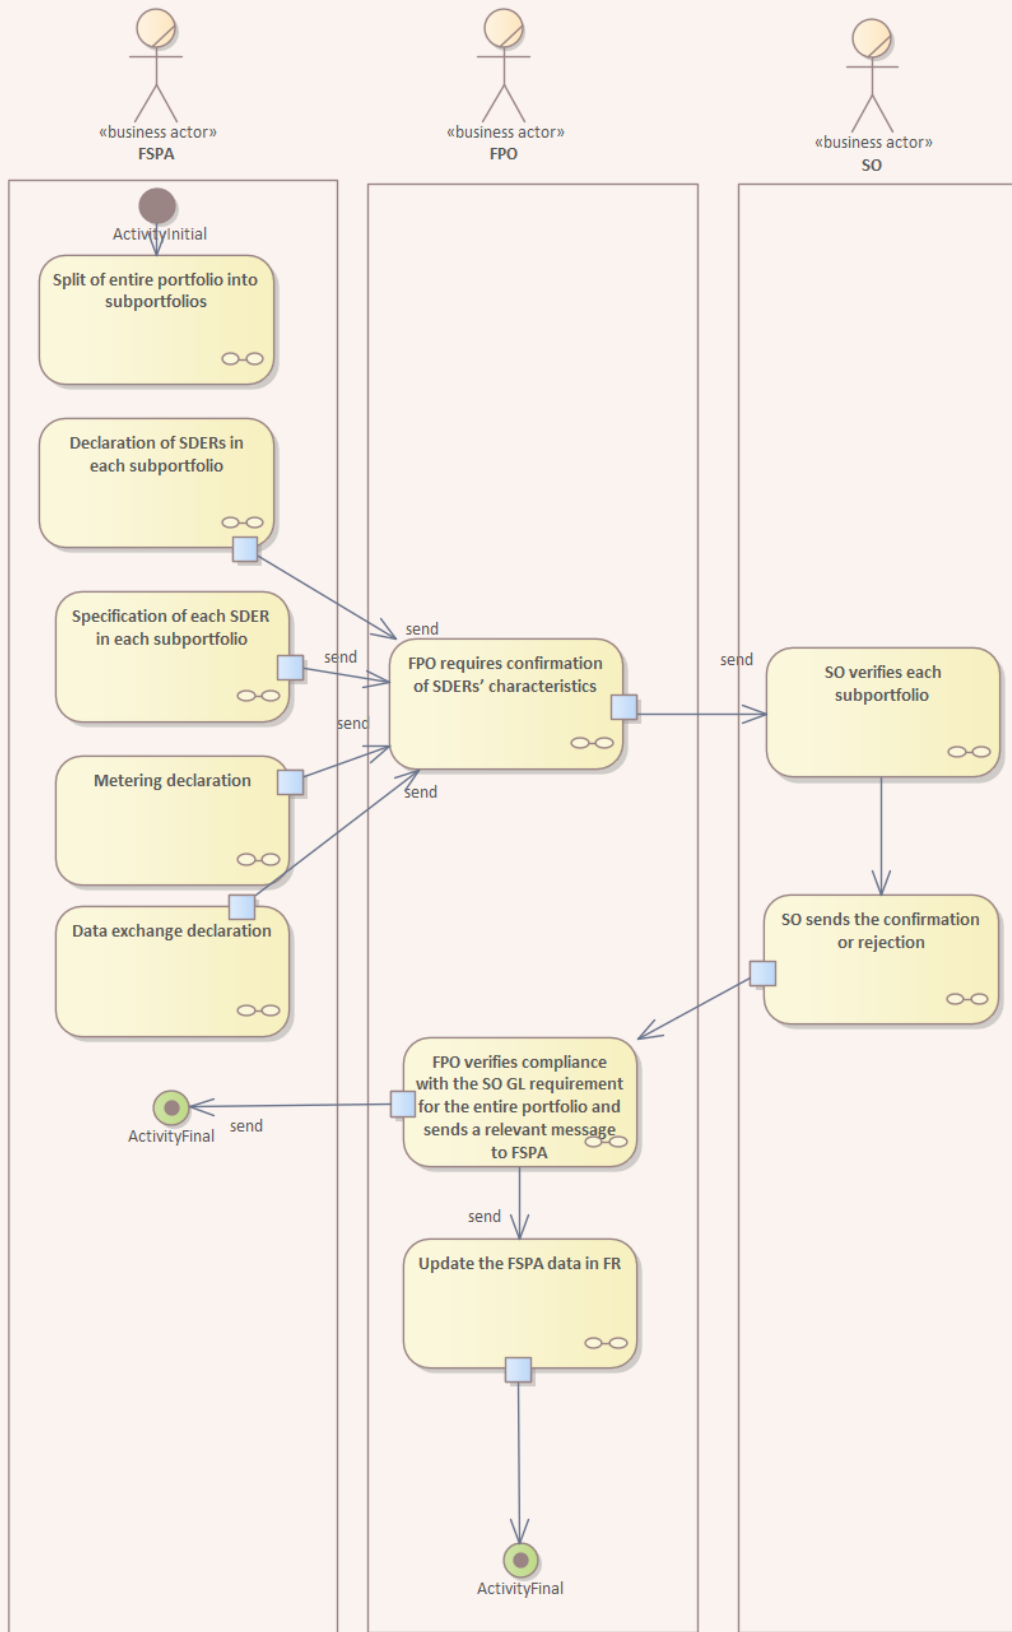 «business actor»
FSPA
«business actor»
FPO
«business actor»
SO
ActivityInitial
Split of entire portfolio into
subportfolios
Declaration of SDERs in
each subportfolio
Specification of each SDER
in each subportfolio
Metering declaration
Data exchange declaration
send
send
send
send
FPO requires confirmation
of SDERs’ characteristics
send
SO verifies each
subportfolio
SO sends the confirmation
or rejection
FPO verifies compliance
with the SO GL requirement
for the entire portfolio and
sends a relevant message
to FSPA
send
ActivityFinal
send
Update the FSPA data in FR
ActivityFinal